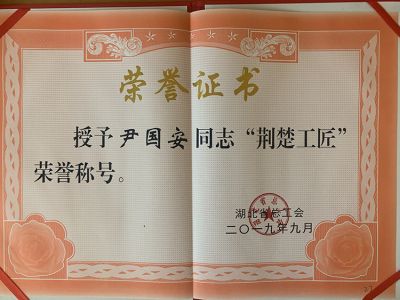 荣誉证书
授予尹国安同志“荆楚工匠”
荣誉称号。
湖北省总工会
二〇一九年九月